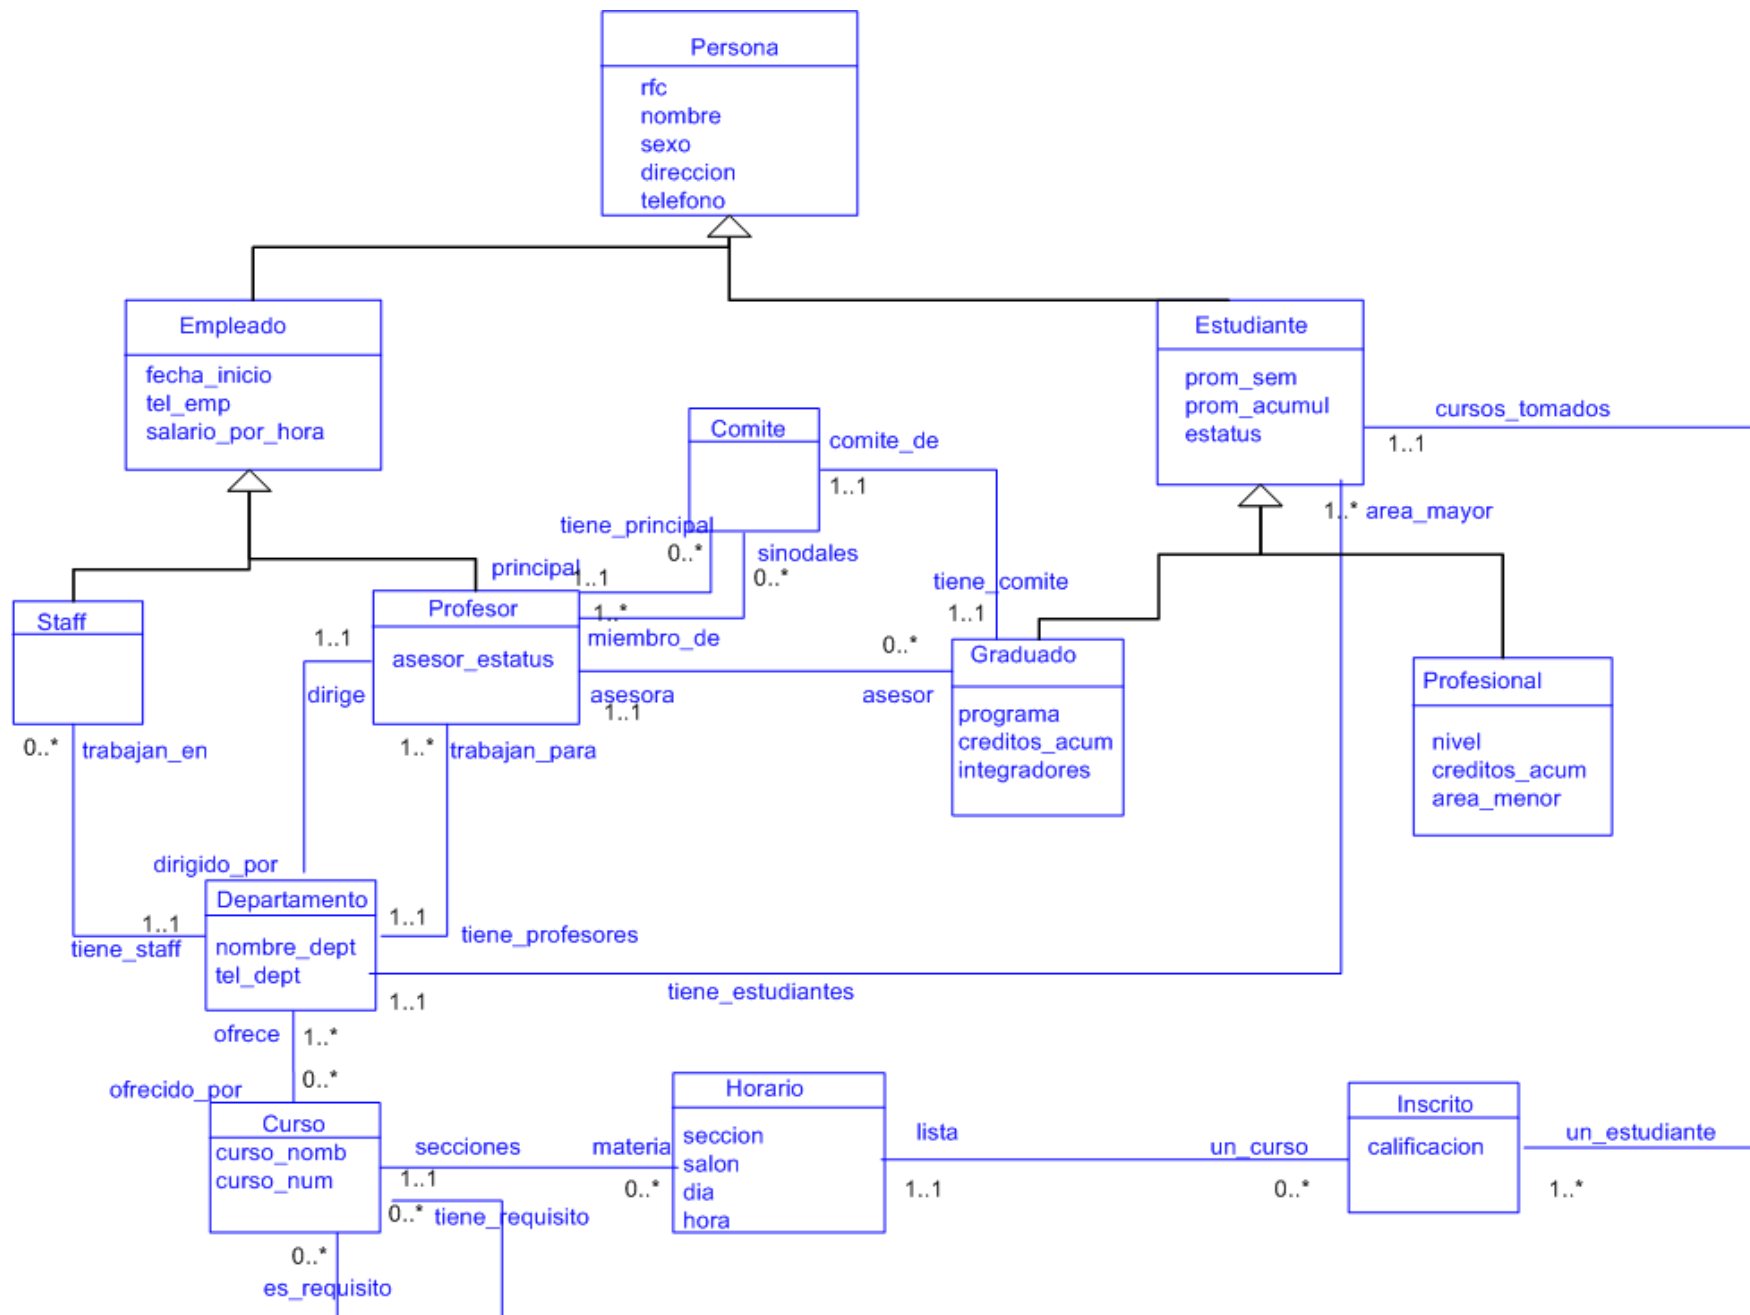 Persona
rfc
nombre
sexo
direccion
telefono
Empleado
fecha_inicio
tel_emp
salario_por_hora
Estudiante
prom_sem
prom_acumul
estatus
cursos_tomados
1..1
Comite
comite_de
1..1
tiene_principal
0..*
sinodales
0..*
1..* area_mayor
principal
1..1
tiene_comite
1..1
Staff
Profesor
asesor_estatus
1..*
miembro_de
1..1
dirige
asesora
1..1
0..*
asesor
Graduado
programa
creditos_acum
integradores
Profesional
nivel
creditos_acum
area_menor
0..*
trabajan_en
1..*
trabajan_para
dirigido_por
Departamento
nombre_dept
tel_dept
1..1
tiene_staff
1..1
tiene_profesores
1..1
tiene_estudiantes
ofrece
1..*
0..*
ofrecido_por
Curso
curso_nomb
curso_num
secciones
1..1
materia
0..*
Horario
seccion
salon
dia
hora
lista
1..1
un_curso
0..*
Inscrito
calificacion
un_estudiante
1..*
0..*
tiene_requisito
0..*
es_requisito